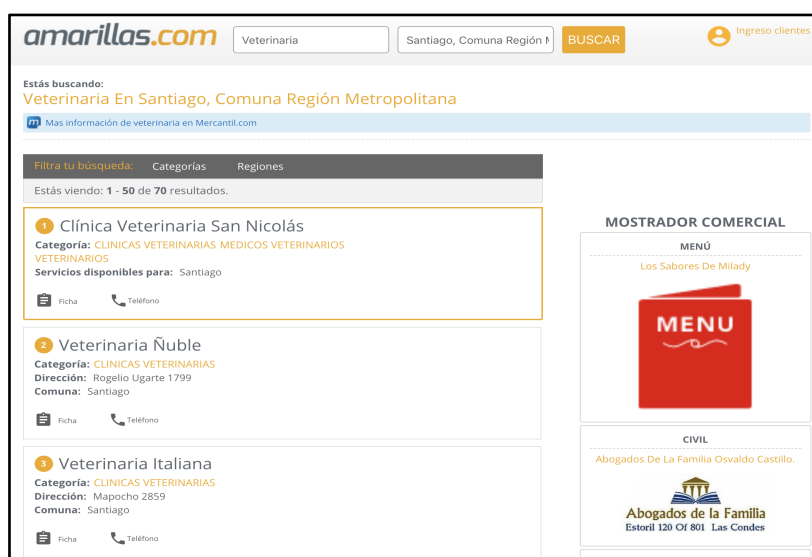 amarillas.com
Veterinaria
Santiago, Comuna Región M
BUSCAR
Ingreso clientes
Estás buscando:
Veterinaria En Santiago, Comuna Región Metropolitana
m Mas información de veterinaria en Mercantil.com
Filtra tu búsqueda: Categorías Regiones
Estás viendo: 1 - 50 de 70 resultados.
1 Clínica Veterinaria San Nicolás
Categoría: CLINICAS VETERINARIAS MEDICOS VETERINARIOS
VETERINARIOS
Servicios disponibles para: Santiago
Ficha Teléfono
2 Veterinaria Ñuble
Categoría: CLINICAS VETERINARIAS
Dirección: Rogelio Ugarte 1799
Comuna: Santiago
Ficha Teléfono
3 Veterinaria Italiana
Categoría: CLINICAS VETERINARIAS
Dirección: Mapocho 2859
Comuna: Santiago
Ficha Teléfono
MOSTRADOR COMERCIAL
MENÚ
Los Sabores De Milady
MENU
CIVIL
Abogados De La Familia Osvaldo Castillo.
Abogados de la Familia
Estoril 120 Of 801 Las Condes